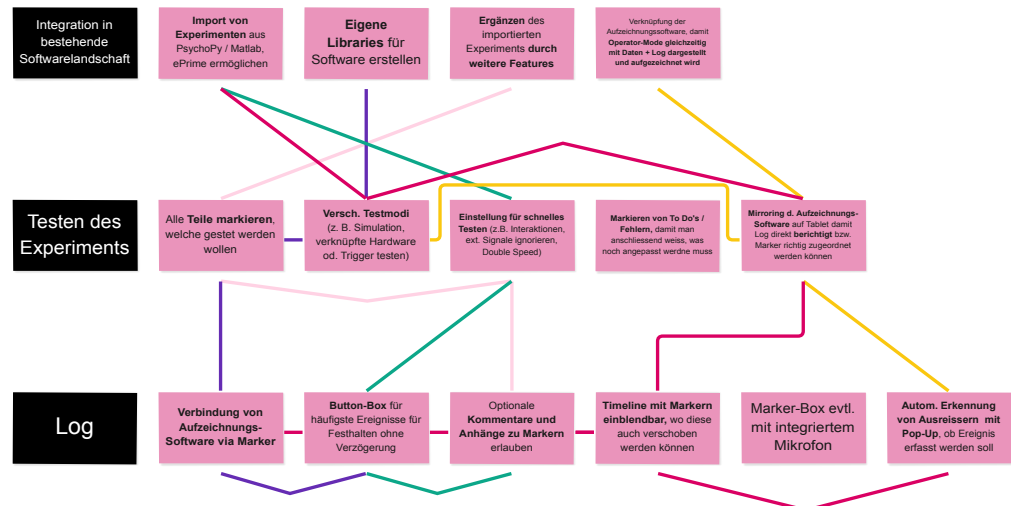 Integration in
bestehende
Softwarelandschaft
Import von
Experimenten aus
PsychoPy / Matlab,
ePrime ermöglichen
Eigene
Libraries für
Software erstellen
Ergänzen des
importierten
Experiments durch
weitere Features
Verknüpfung der
Aufzeichnungssoftware, damit
Operator-Mode gleichzeitig
mit Daten + Log dargestellt
und aufgezeichnet wird
Testen des
Experiments
Alle Teile markieren,
welche gestet werden
wollen
Versch. Testmodi
(z. B. Simulation,
verknüpfte Hardware
od. Trigger testen)
Einstellung für schnelles
Testen (z.B. Interaktionen,
ext. Signale ignorieren,
Double Speed)
Markieren von To Do's /
Fehlern, damit man
anschliessend weiss, was
noch angepasst werdne muss
Mirroring d. Aufzeichnungs-
Software auf Tablet damit
Log direkt berichtigt bzw.
Marker richtig zugeordnet
werden können
Log
Verbindung von
Aufzeichnungs-
Software via Marker
Button-Box für
häufigste Ereignisse für
Festhalten ohne
Verzögerung
Optionale
Kommentare und
Anhänge zu Markern
erlauben
Timeline mit Markern
einblendbar, wo diese
auch verschoben
werden können
Marker-Box evtl.
mit integriertem
Mikrofon
Autom. Erkennung
von Ausreissern mit
Pop-Up, ob Ereignis
erfasst werden soll